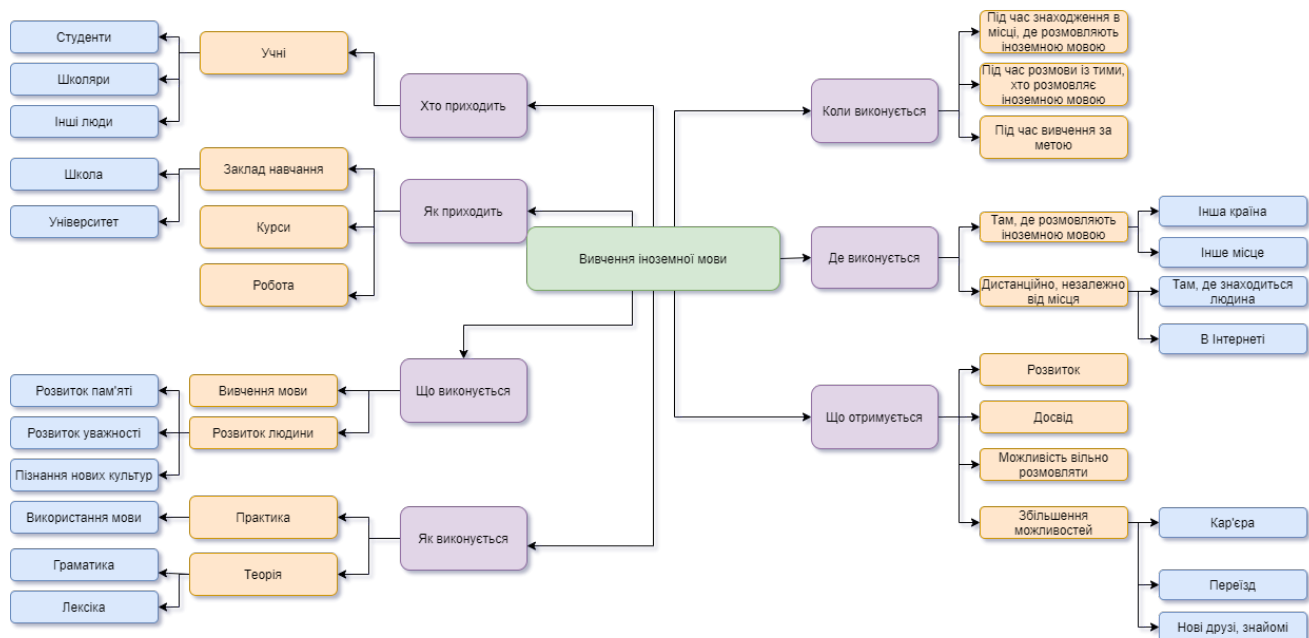 Студенти
Школяри
Інші люди
Учні
Хто приходить
Школа
Університет
Заклад навчання
Курси
Робота
Як приходить
Розвиток пам'яті
Розвиток уважності
Пізнання нових культур
Вивчення мови
Розвиток людини
Що виконується
Використання мови
Граматика
Лексіка
Практика
Теорія
Як виконується
Вивчення іноземної мови
Коли виконується
Під час знаходження в
місці, де розмовляють
іноземною мовою
Під час розмови із тими,
хто розмовляє
іноземною мовою
Під час вивчення за
метою
Де виконується
Там, де розмовляють
іноземною мовою
Інша країна
Інше місце
Дистанційно, незалежно
від місця
Там, де знаходиться
людина
В Інтернеті
Що отримується
Розвиток
Досвід
Можливість вільно
розмовляти
Збільшення
можливостей
Кар'єра
Переїзд
Нові друзі, знайомі